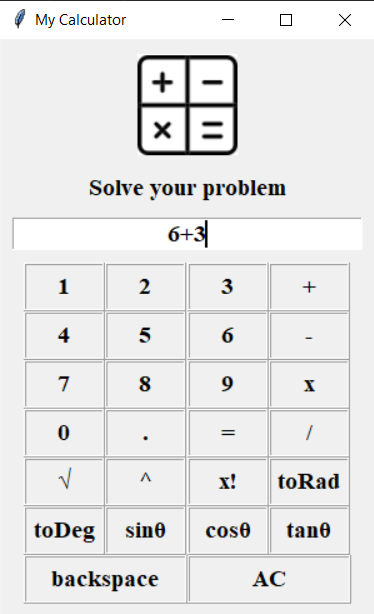 My Calculator
+ −
× =
Solve your problem
6+3
1 2 3 +
4 5 6 -
7 8 9 x
0 . = /
√ ^ x! toRad
toDeg sinθ cosθ tanθ
backspace AC